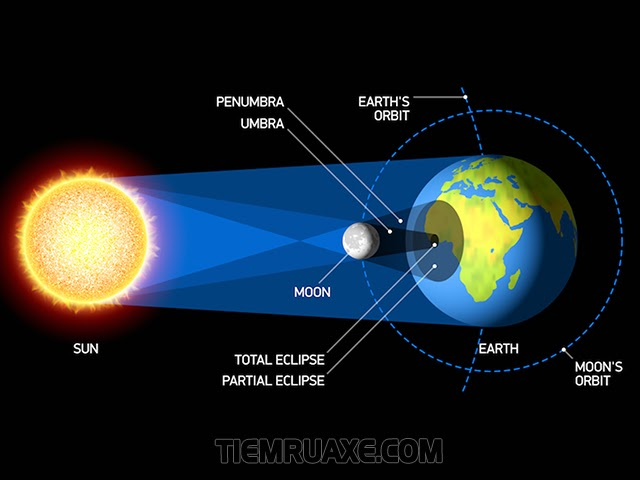 PENUMBRA
UMBRA
EARTH'S
ORBIT
MOON
SUN
TOTAL ECLIPSE
PARTIAL ECLIPSE
EARTH
MOON'S
ORBIT
TIEMRUAXE.COM